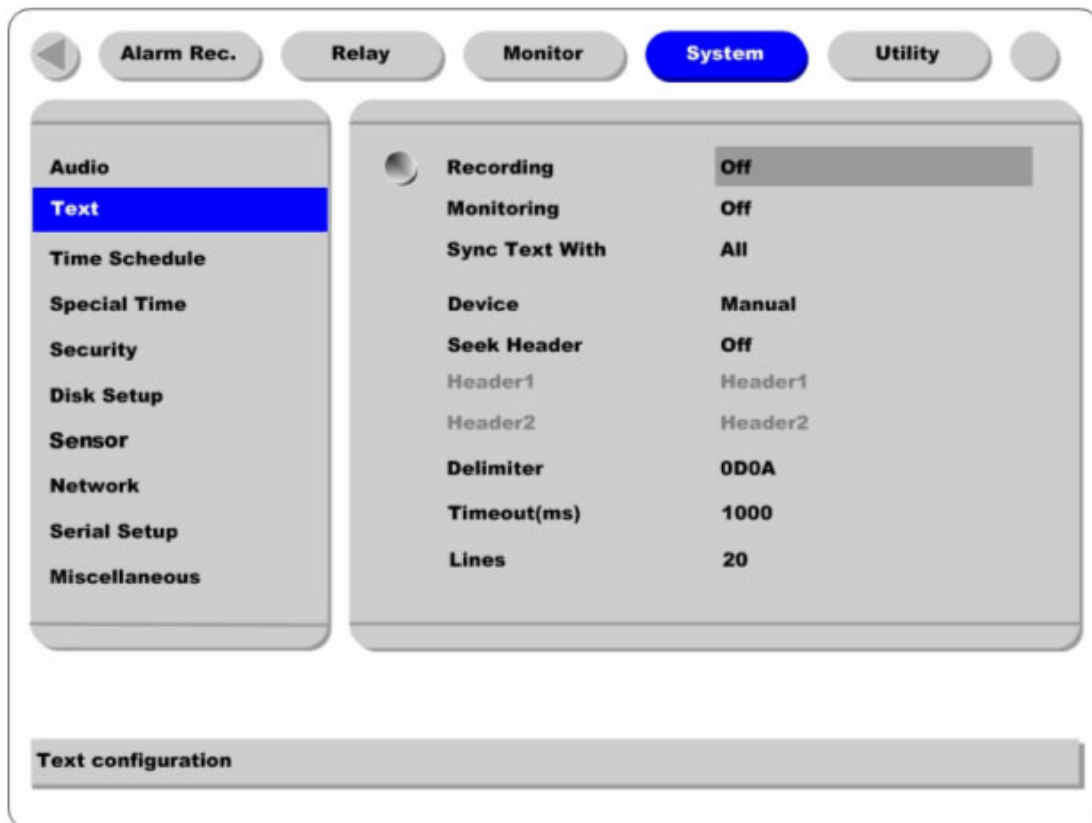 Alarm Rec. Relay Monitor System Utility
Audio
Text
Time Schedule
Special Time
Security
Disk Setup
Sensor
Network
Serial Setup
Miscellaneous
Recording Off
Monitoring Off
Sync Text With All
Device Manual
Seek Header Off
Header1 Header1
Header2 Header2
Delimiter 0D0A
Timeout(ms) 1000
Lines 20
Text configuration